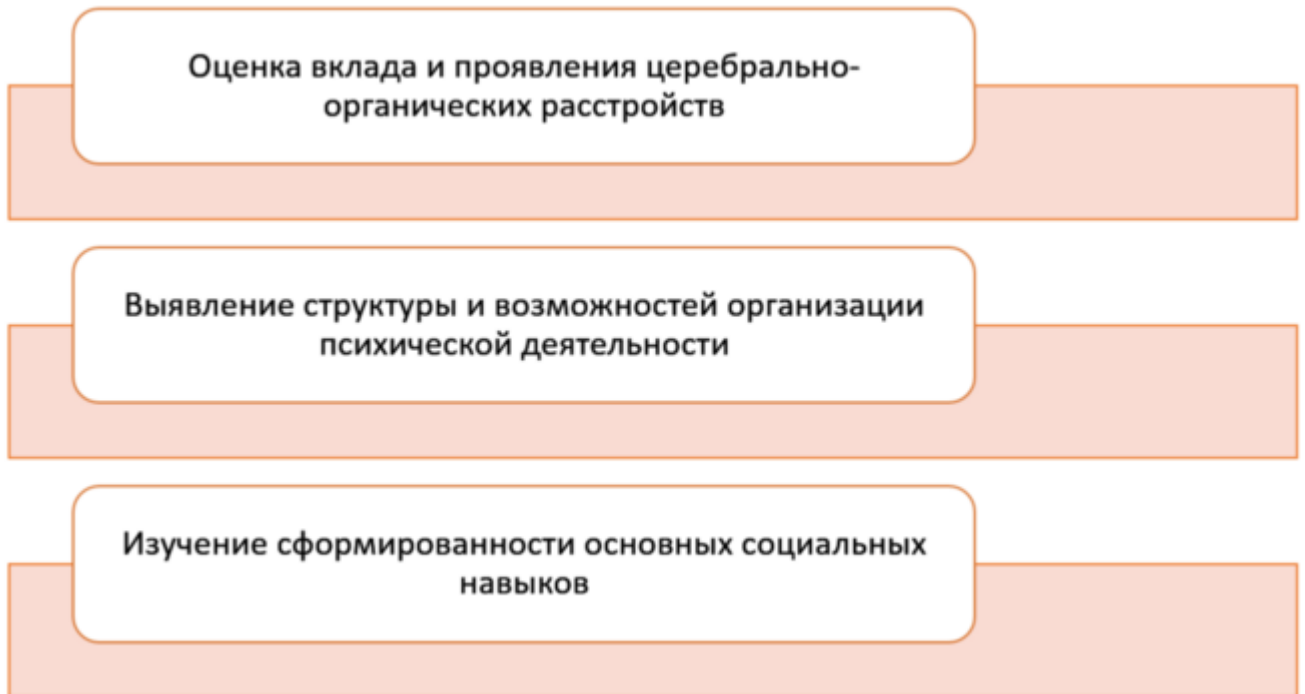 Оценка вклада и проявления церебрально-
органических расстройств
Выявление структуры и возможностей организации
психической деятельности
Изучение сформированности основных социальных
навыков